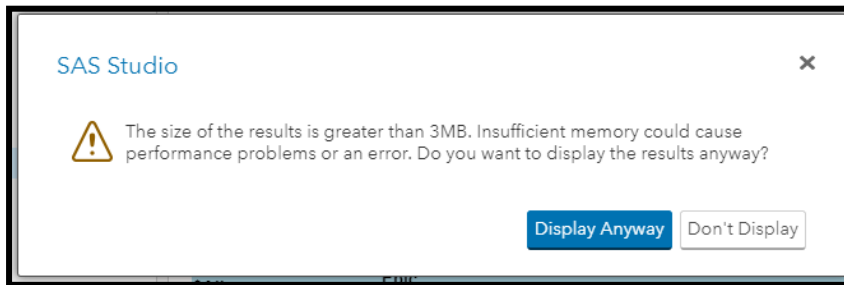 SAS Studio
The size of the results is greater than 3MB. Insufficient memory could cause
performance problems or an error. Do you want to display the results anyway?
Display Anyway Don't Display